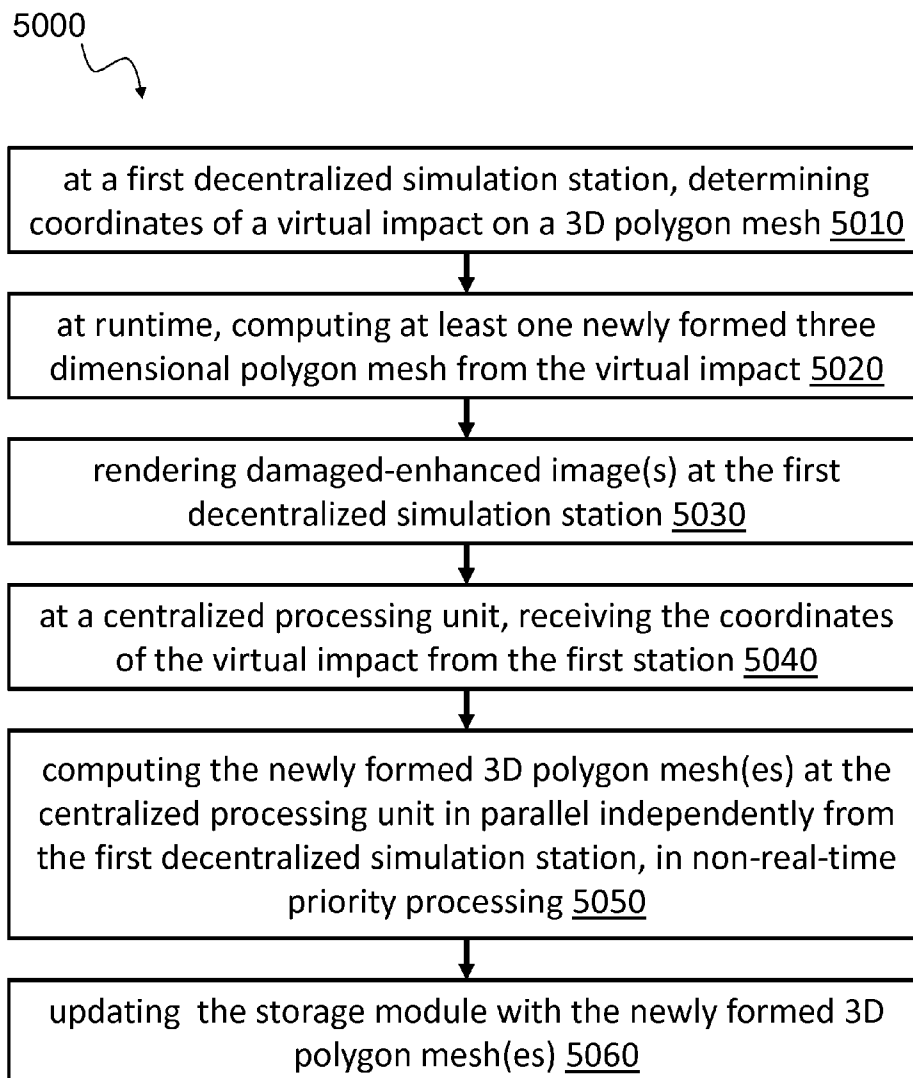 5000
at a first decentralized simulation station, determining
coordinates of a virtual impact on a 3D polygon mesh 5010
at runtime, computing at least one newly formed three
dimensional polygon mesh from the virtual impact 5020
rendering damaged-enhanced image(s) at the first
decentralized simulation station 5030
at a centralized processing unit, receiving the coordinates
of the virtual impact from the first station 5040
computing the newly formed 3D polygon mesh(es) at the
centralized processing unit in parallel independently from
the first decentralized simulation station, in non-real-time
priority processing 5050
updating the storage module with the newly formed 3D
polygon mesh(es) 5060